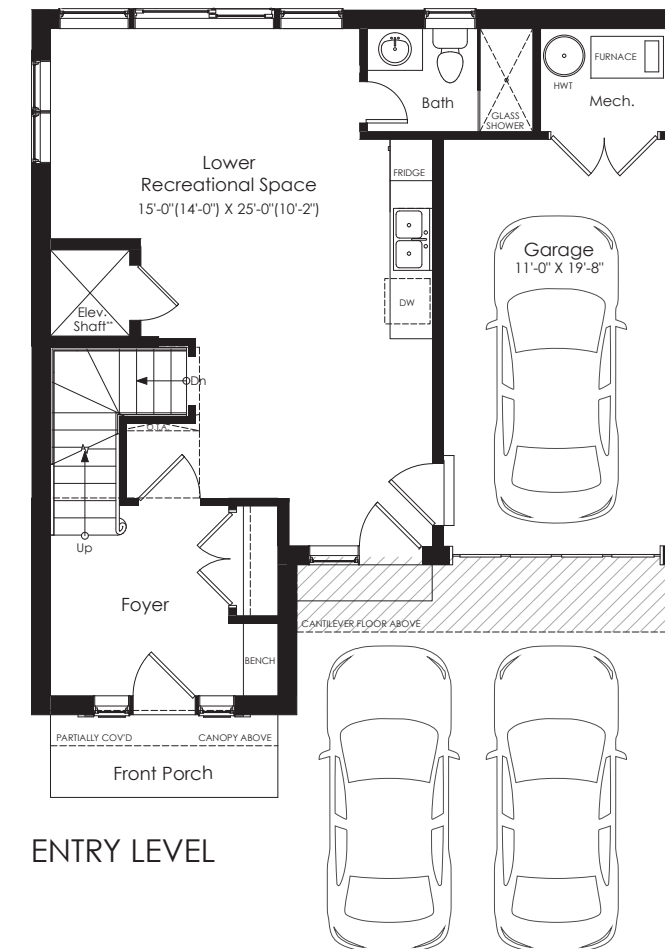 FURNACE
HWT
Mech.
Bath
GLASS
SHOWER
Lower
Recreational Space
15'-0"(14'-0") X 25'-0"(10'-2")
FRIDGE
Garage
11'-0" X 19'-8"
DW
Elev.
Shaft**
Dn
O.T.A.
Up
Foyer
CANTILEVER FLOOR ABOVE
BENCH
PARTIALLY COV'D
CANOPY ABOVE
Front Porch
ENTRY LEVEL